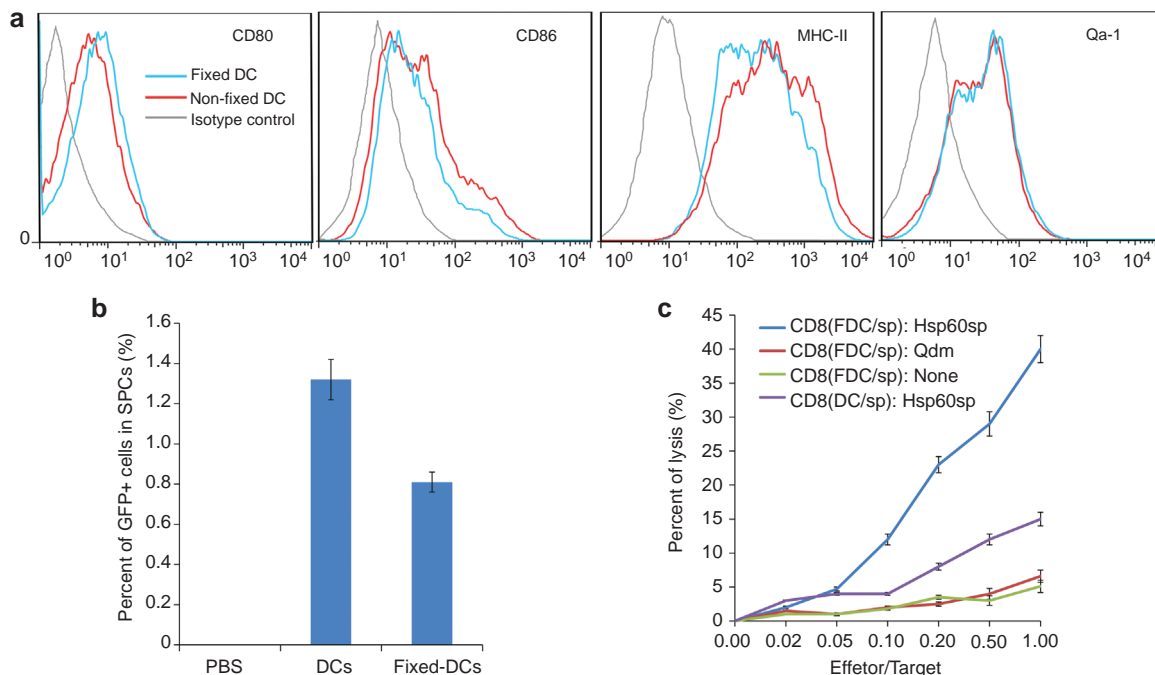 a
CD80
Fixed DC
Non-fixed DC
Isotype control
CD86
MHC-II
Qa-1
0
10⁰ 10¹ 10² 10³ 10⁴
10⁰ 10¹ 10² 10³ 10⁴
10⁰ 10¹ 10² 10³ 10⁴
10⁰ 10¹ 10² 10³ 10⁴
b
Percent of GFP+ cells in SPCs (%)
1.6
1.4
1.2
1.0
0.8
0.6
0.4
0.2
0
PBS DCs Fixed-DCs
c
Percent of lysis (%)
45
40
35
30
25
20
15
10
5
0
CD8(FDC/sp): Hsp60sp
CD8(FDC/sp): Qdm
CD8(FDC/sp): None
CD8(DC/sp): Hsp60sp
0.00 0.02 0.05 0.10 0.20 0.50 1.00
Effetor/Target